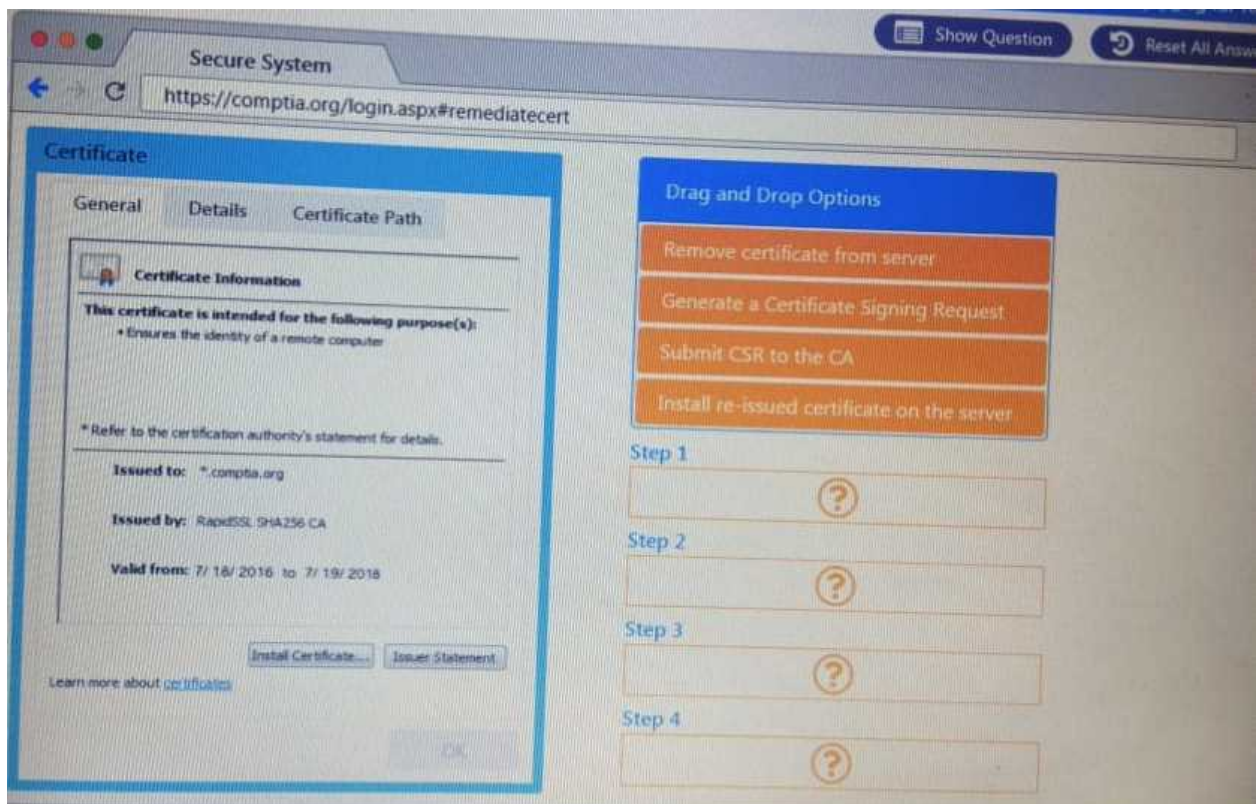 Show Question
Reset All Answ
Secure System
https://comptia.org/login.aspx#remediatecert
Certificate
General Details Certificate Path
Certificate Information
This certificate is intended for the following purpose(s):
• Ensures the identity of a remote computer
* Refer to the certification authority's statement for details.
Issued to: *.comptia.org
Issued by: RapidSSL SHA256 CA
Valid from: 7/ 18/ 2016 to 7/ 19/ 2018
Install Certificate... Issuer Statement
Learn more about certificates
OK
Drag and Drop Options
Remove certificate from server
Generate a Certificate Signing Request
Submit CSR to the CA
Install re-issued certificate on the server
Step 1
?
Step 2
?
Step 3
?
Step 4
?